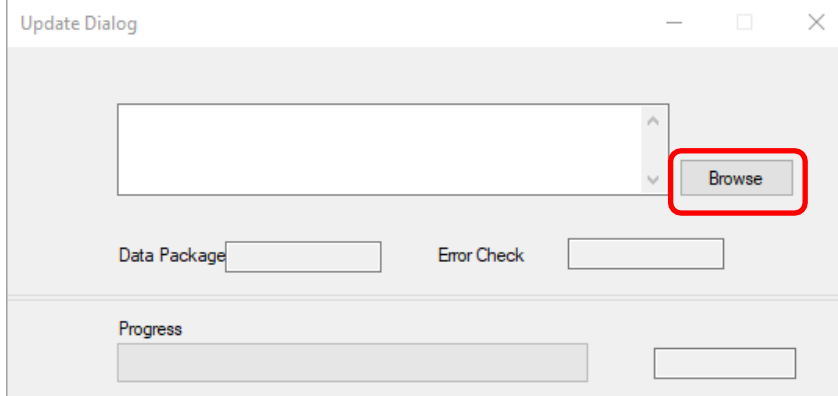 Update Dialog
Browse
Data Package
Error Check
Progress